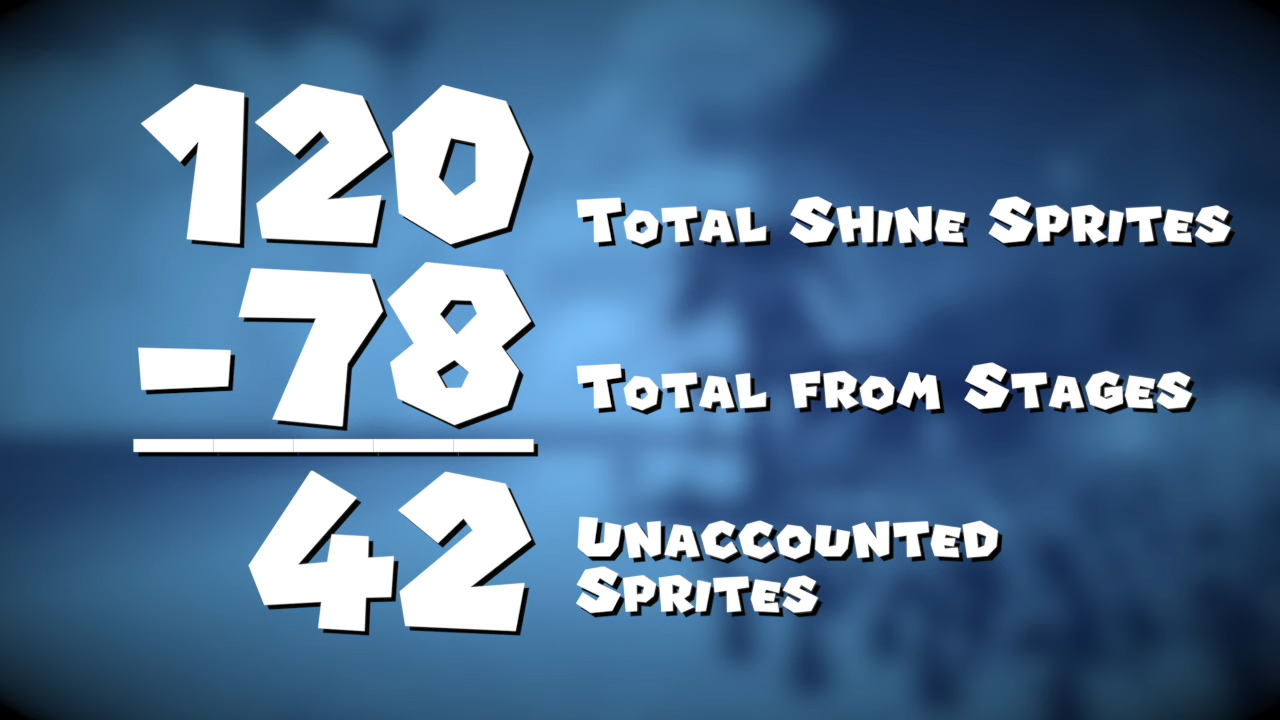 120 Total Shine Sprites
-78 Total from Stages
42 Unaccounted
Sprites